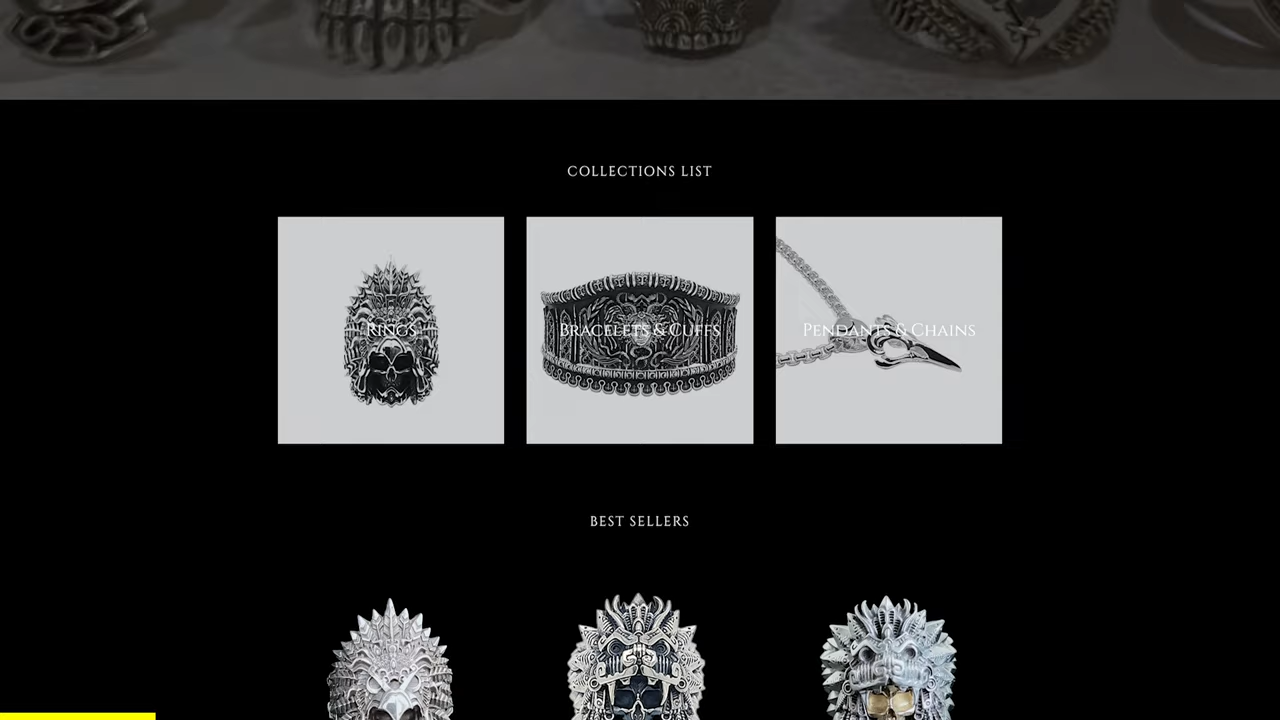 COLLECTIONS LIST
Rings
Bracelets & Cuffs
Pendants & Chains
BEST SELLERS